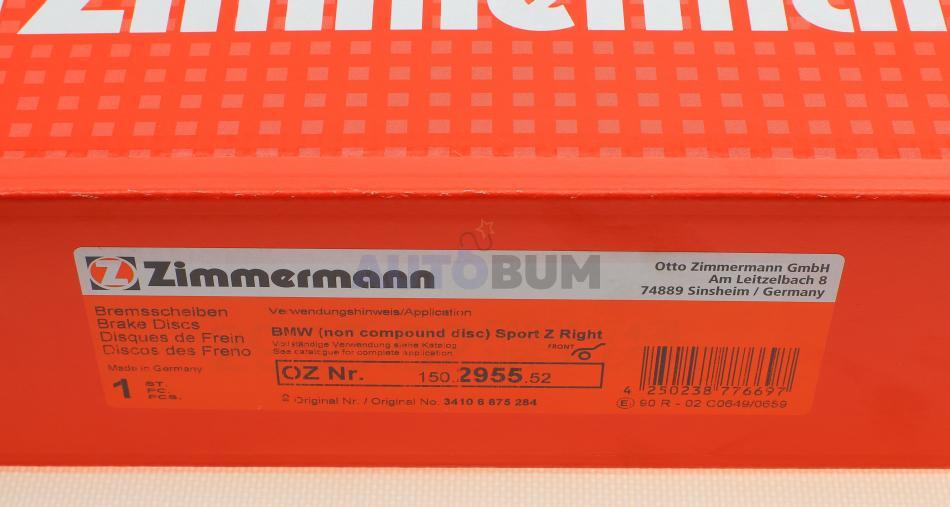 Zimmermann
Zimmermann
AUTOBUM
Otto Zimmermann GmbH
Am Leitzelbach 8
74889 Sinsheim / Germany
Bremsscheiben
Brake Discs
Disques de Frein
Discos des Freno
Made in Germany
1 ST.
PC.
PCS.
Verwendungshinweis/Application
BMW (non compound disc) Sport Z Right
Vollständige Verwendung siehe Katalog
See catalogue for complete application
FRONT
OZ Nr. 150.2955.52
Original Nr. / Original No. 3410 6 875 284
4 250238 776697
E1 90 R - 02 C0649/0659